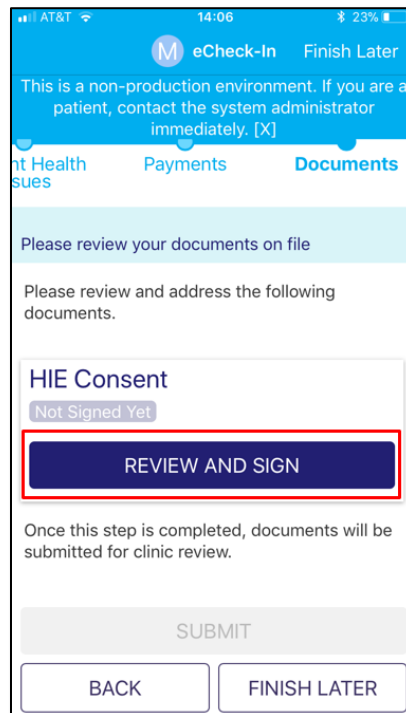 AT&T 14:06 23%
M eCheck-In Finish Later
This is a non-production environment. If you are a
patient, contact the system administrator
immediately. [X]
nt Health Payments Documents
sues
Please review your documents on file
Please review and address the following
documents.
HIE Consent
Not Signed Yet
REVIEW AND SIGN
Once this step is completed, documents will be
submitted for clinic review.
SUBMIT
BACK FINISH LATER